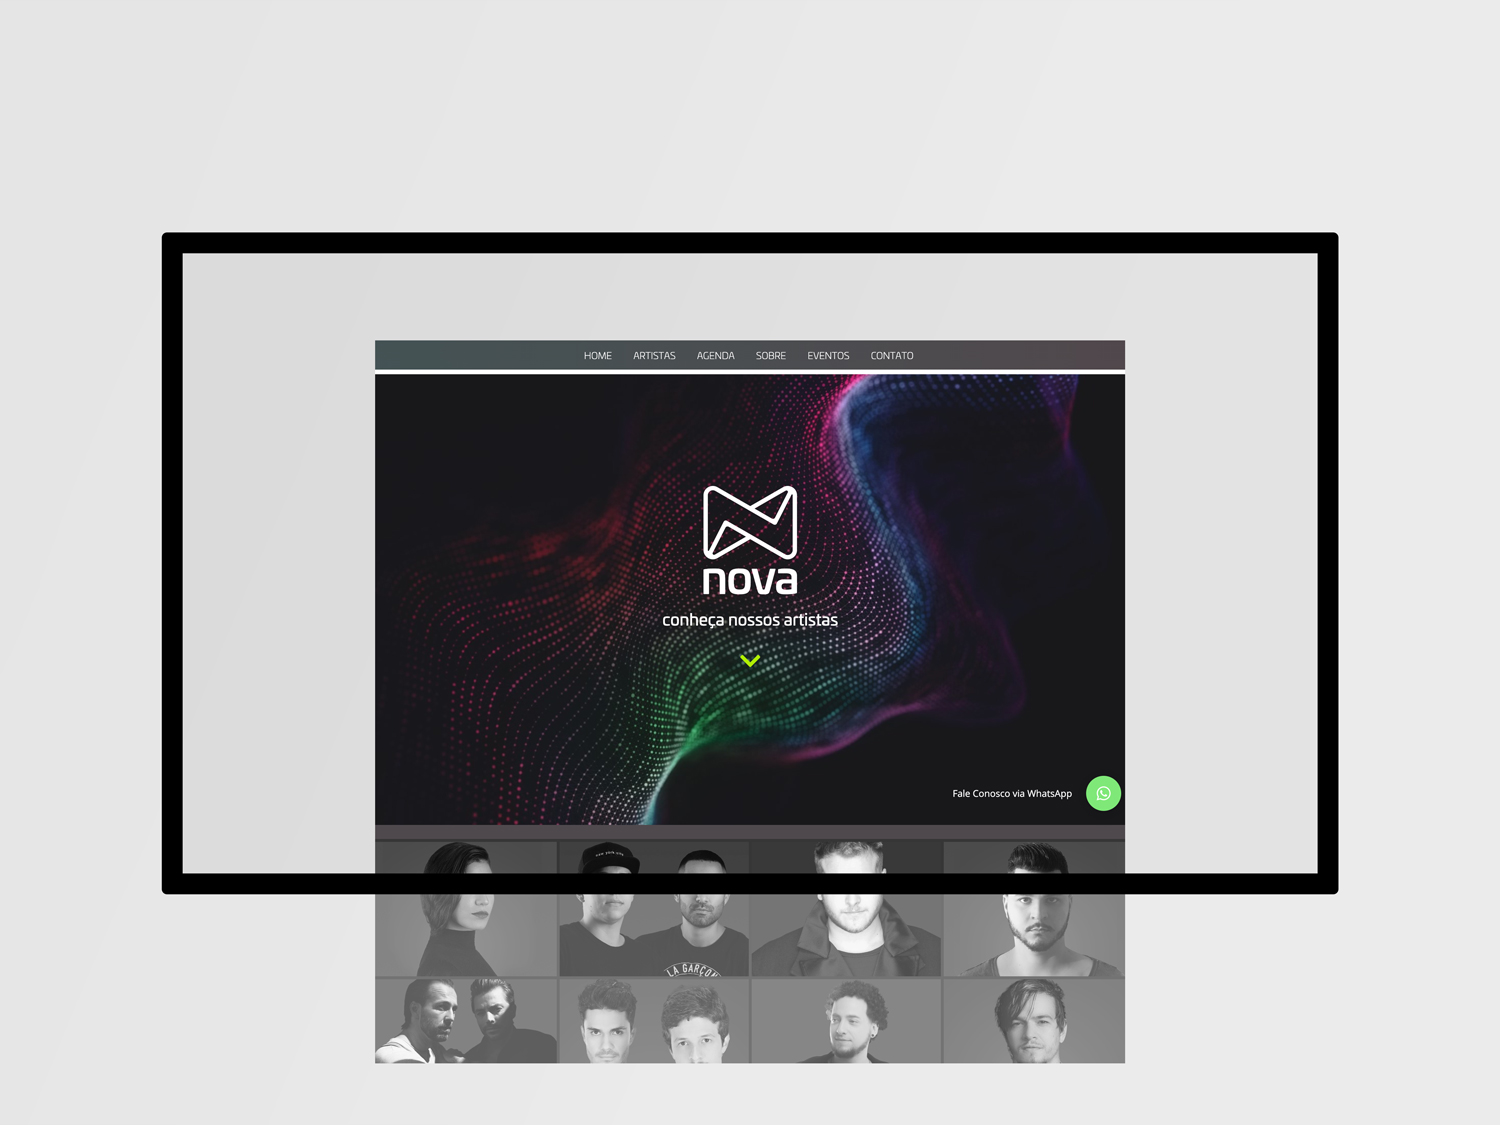 HOME ARTISTAS AGENDA SOBRE EVENTOS CONTATO
nova
conheça nossos artistas
Fale Conosco via WhatsApp
LA GARÇON